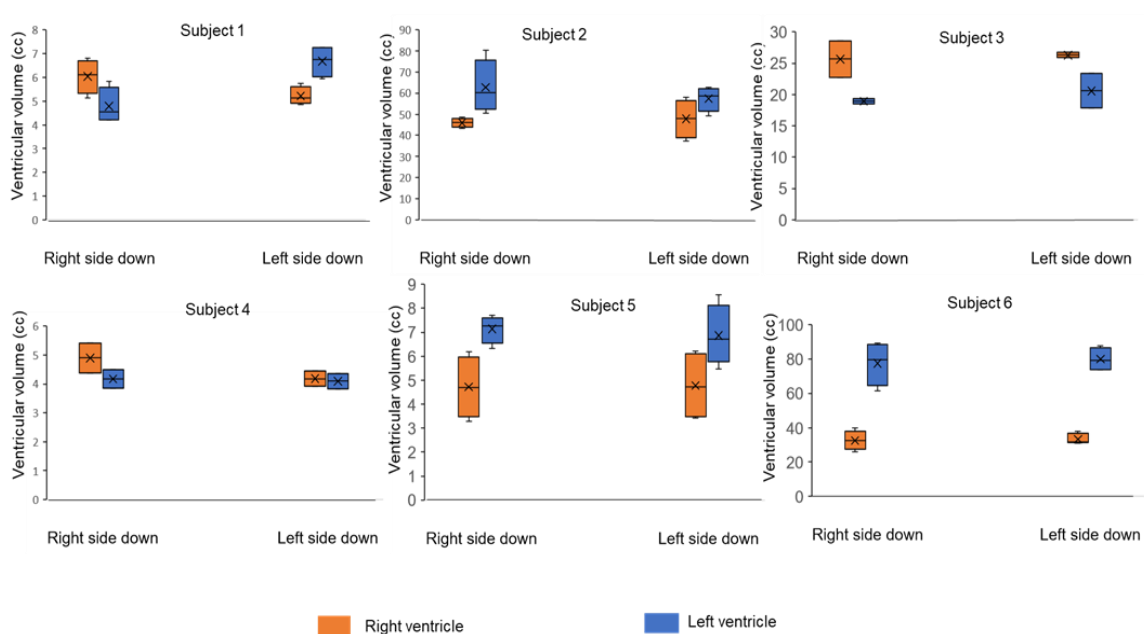 Subject 1
Ventricular volume (cc)
8
7
6
5
4
3
2
1
0
Right side down
Left side down
Subject 2
Ventricular volume (cc)
90
80
70
60
50
40
30
20
10
0
Right side down
Left side down
Subject 3
Ventricular volume (cc)
30
25
20
15
10
5
0
Right side down
Left side down
Subject 4
Ventricular volume (cc)
6
5
4
3
2
1
0
Right side down
Left side down
Subject 5
Ventricular volume (cc)
9
8
7
6
5
4
3
2
1
0
Right side down
Left side down
Subject 6
Ventricular volume (cc)
100
80
60
40
20
0
Right side down
Left side down
Right ventricle
Left ventricle